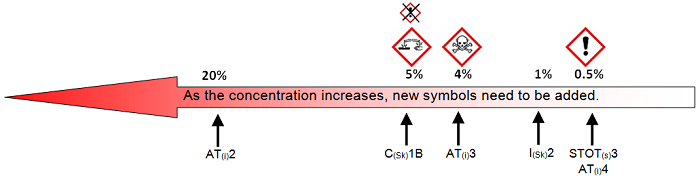 20% 5% 4% 1% 0.5%
As the concentration increases, new symbols need to be added.
AT(i)2 C(Sk)1B AT(i)3 I(Sk)2 STOT(s)3
AT(i)4